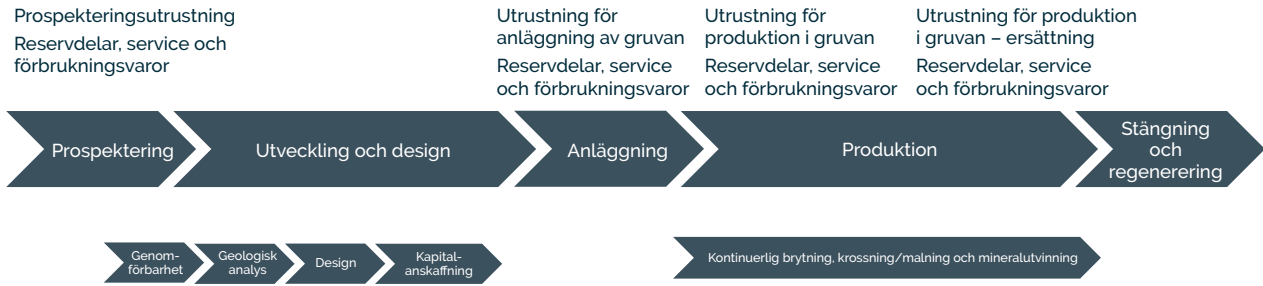 Prospekteringsutrustning
Reservdelar, service och
förbrukningsvaror
Utrustning för
anläggning av gruvan
Reservdelar, service
och förbrukningsvaror
Utrustning för
produktion i gruvan
Reservdelar, service
och förbrukningsvaror
Utrustning för produktion
i gruvan – ersättning
Reservdelar, service
och förbrukningsvaror
Prospektering
Utveckling och design
Anläggning
Produktion
Stängning
och
regenerering
Genom-
förbarhet
Geologisk
analys
Design
Kapital-
anskaffning
Kontinuerlig brytning, krossning/malning och mineralutvinning